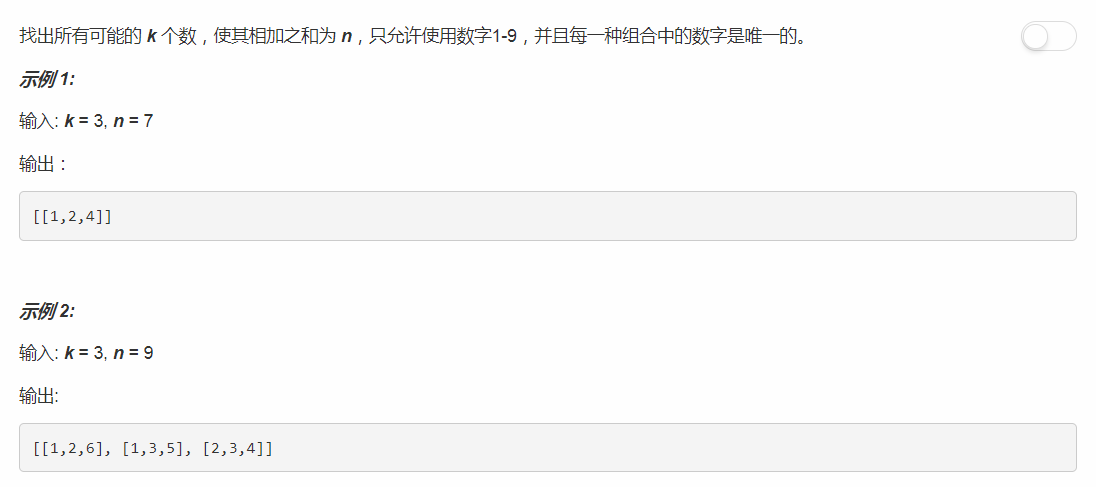 找出所有可能的 k 个数，使其相加之和为 n，只允许使用数字1-9，并且每一种组合中的数字是唯一的。
示例 1:
输入: k = 3, n = 7
输出：
[[1,2,4]]
示例 2:
输入: k = 3, n = 9
输出:
[[1,2,6], [1,3,5], [2,3,4]]